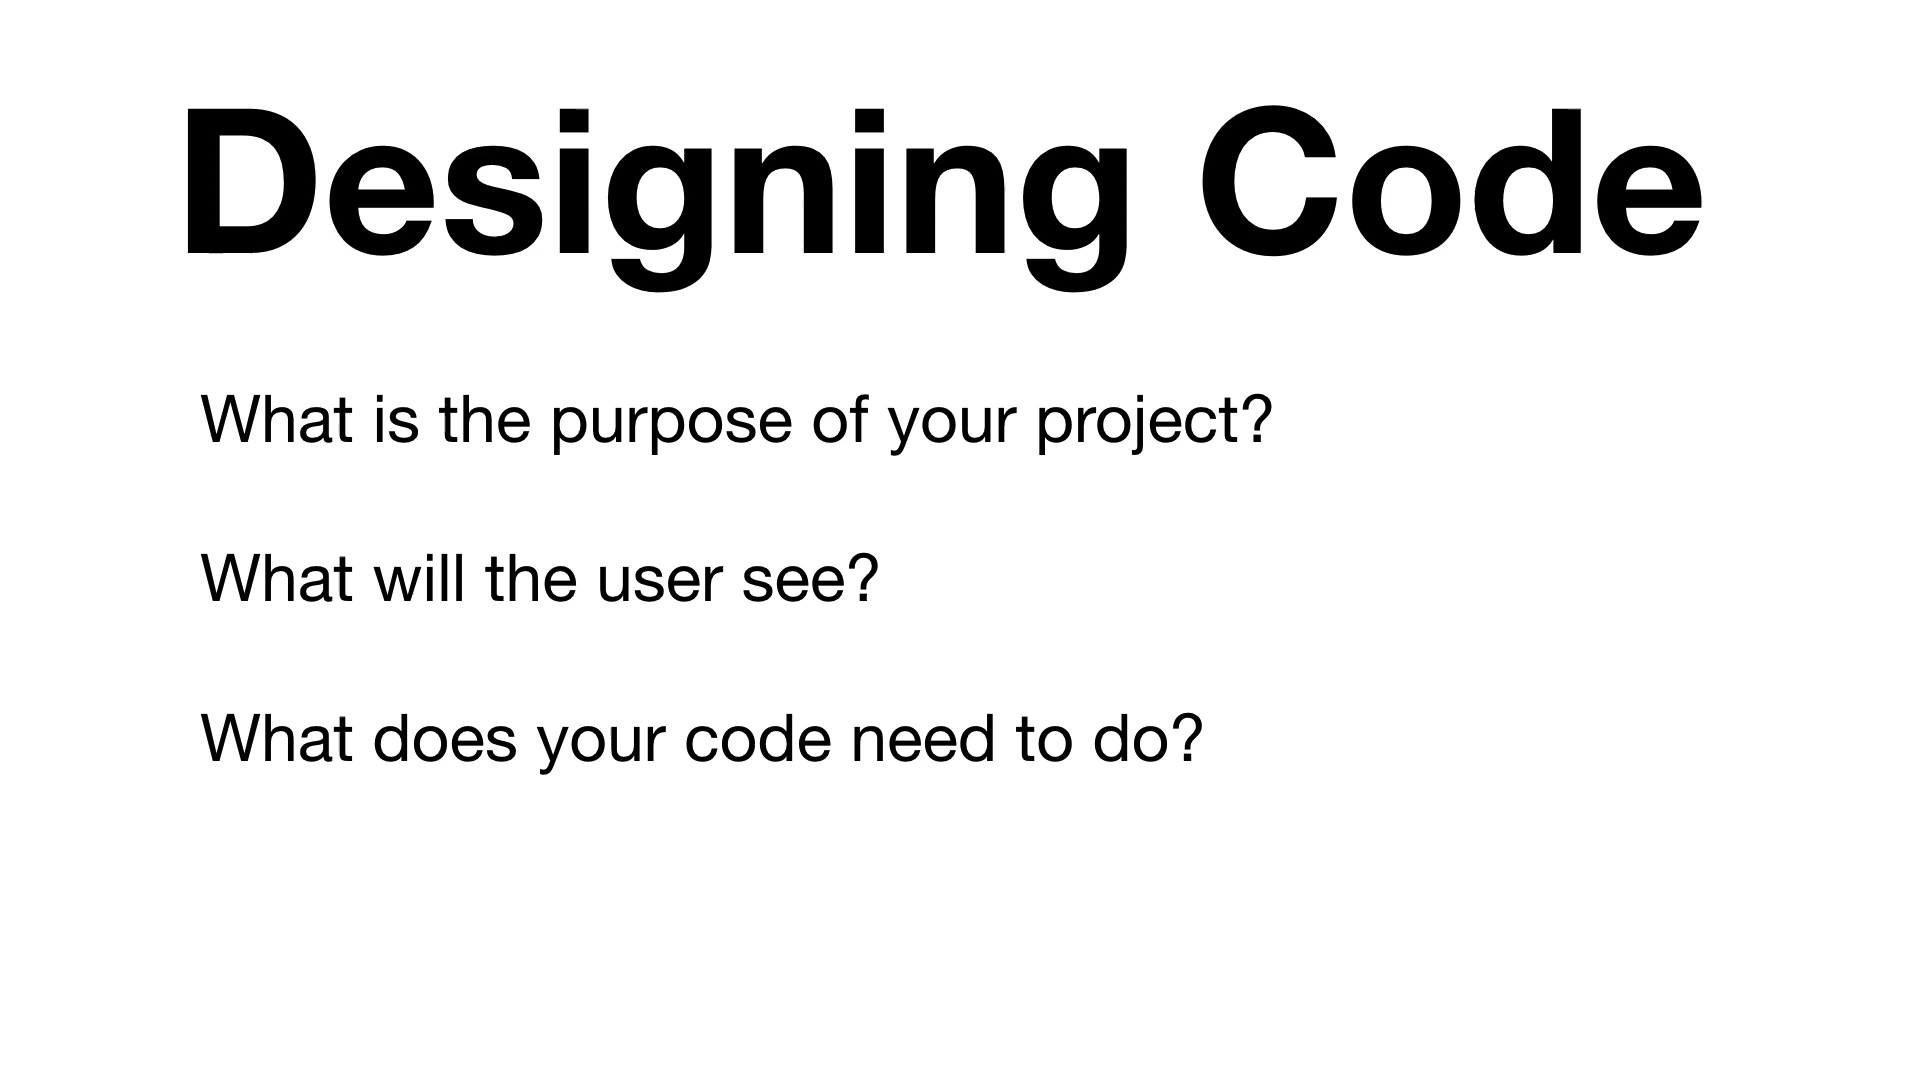 Designing Code
What is the purpose of your project?
What will the user see?
What does your code need to do?